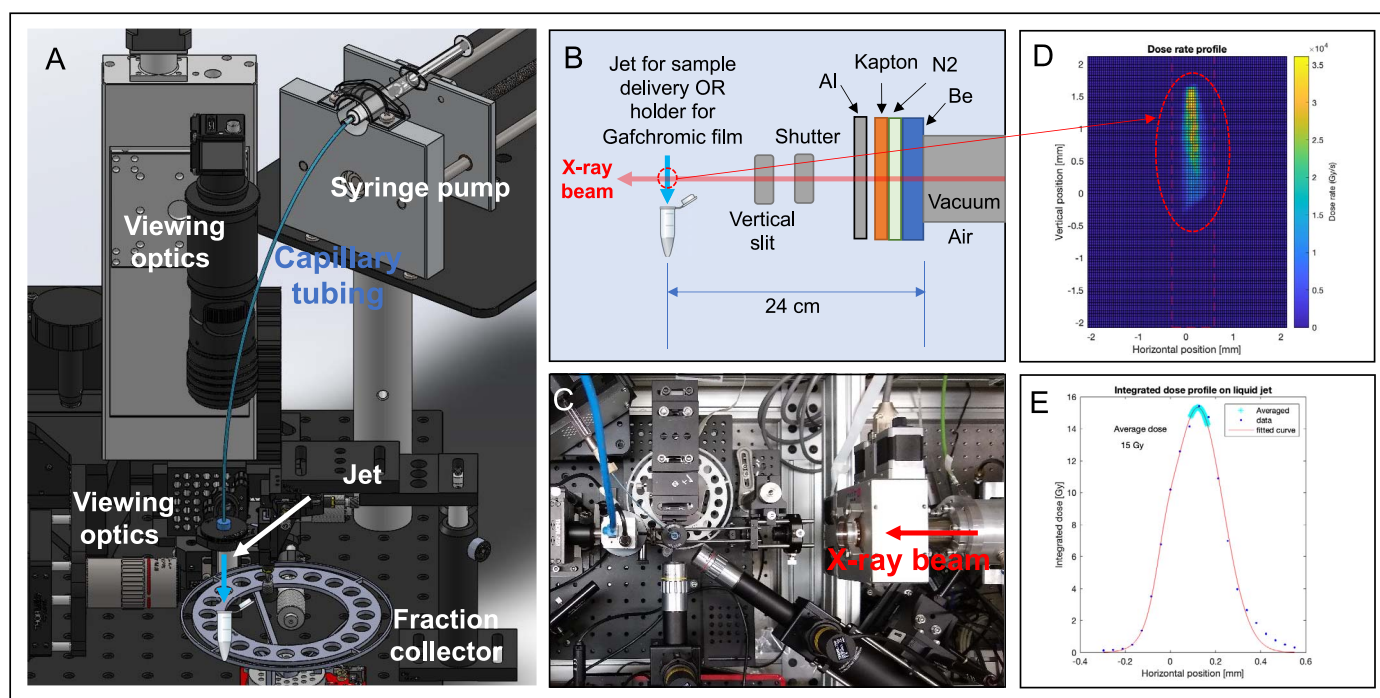 A
Viewing
optics
Syringe pump
Capillary
tubing
Viewing
optics
Jet
Fraction
collector
B
Jet for sample
delivery OR
holder for
Gafchromic film
Shutter
Al
Kapton
N2
Be
X-ray
beam
Vertical
slit
Vacuum
Air
24 cm
C
X-ray beam
D
Dose rate profile
×10⁴
2
1.5
1
0.5
0
-0.5
-1
-1.5
-2
Vertical position [mm]
-2
-1
0
1
2
Horizontal position [mm]
3.5
3
2.5
2
1.5
1
0.5
0
Dose rate (Gy/s)
E
Integrated dose profile on liquid jet
16
14
12
10
8
6
4
2
0
Integrated dose [Gy]
Average dose
15 Gy
Averaged
data
fitted curve
-0.4
-0.2
0
0.2
0.4
0.6
Horizontal position [mm]